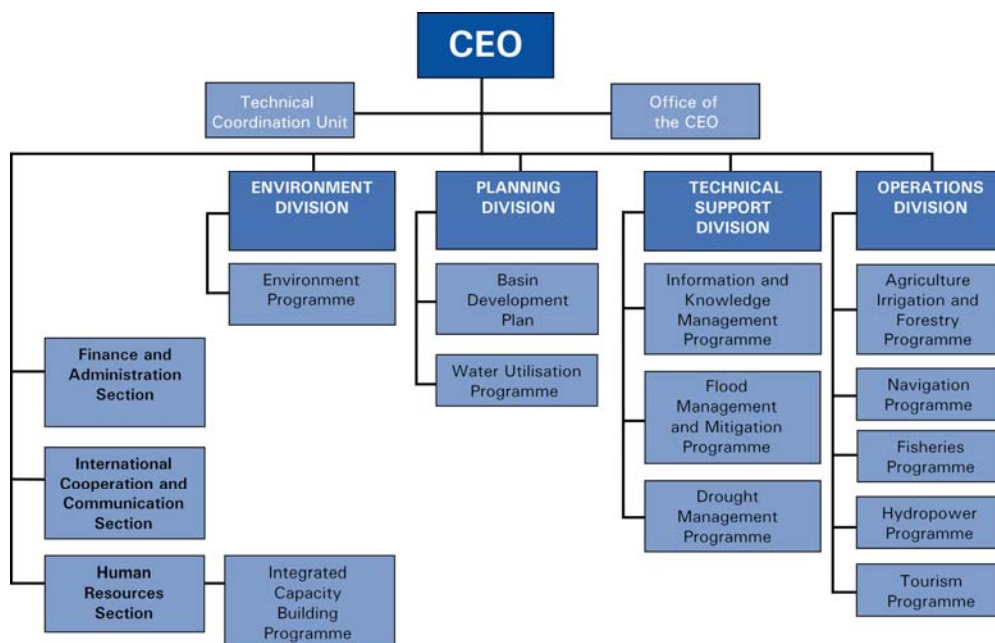 CEO
Technical
Coordination Unit
Office of
the CEO
ENVIRONMENT
DIVISION
PLANNING
DIVISION
TECHNICAL
SUPPORT
DIVISION
OPERATIONS
DIVISION
Environment
Programme
Basin
Development
Plan
Information and
Knowledge
Management
Programme
Agriculture
Irrigation and
Forestry
Programme
Finance and
Administration
Section
Water Utilisation
Programme
Flood
Management
and Mitigation
Programme
Navigation
Programme
Fisheries
Programme
International
Cooperation and
Communication
Section
Drought
Management
Programme
Hydropower
Programme
Human
Resources
Section
Integrated
Capacity
Building
Programme
Tourism
Programme